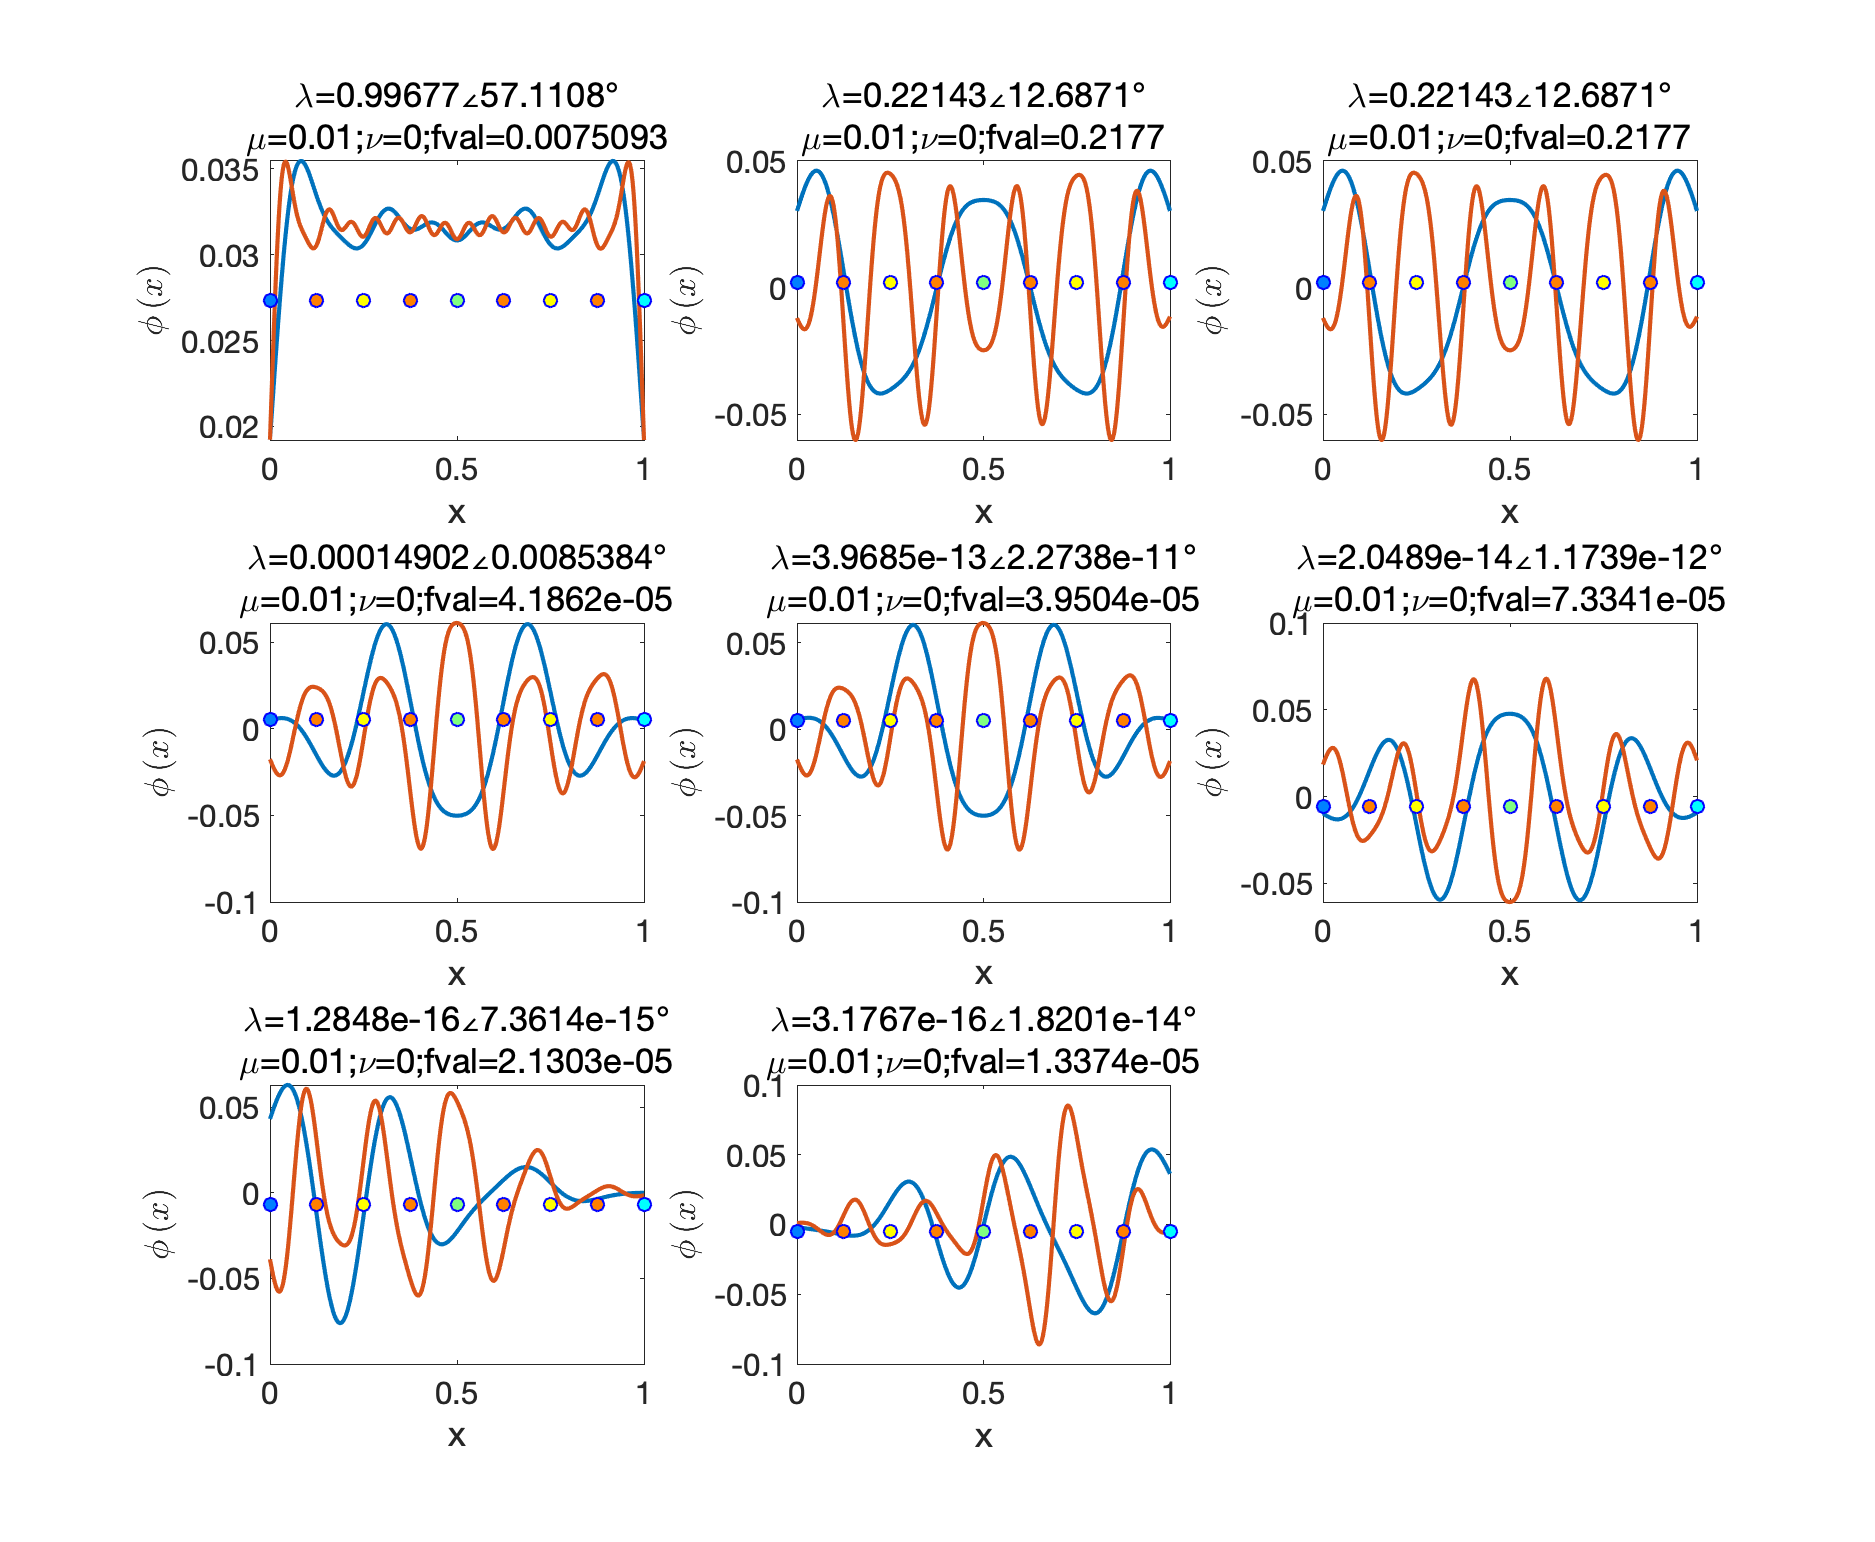 λ=0.99677∠57.1108°
μ=0.01;ν=0;fval=0.0075093
0.035
0.03
0.025
0.02
ϕ (x)
0
0.5
1
x
λ=0.22143∠12.6871°
μ=0.01;ν=0;fval=0.2177
0.05
0
-0.05
ϕ (x)
0
0.5
1
x
λ=0.22143∠12.6871°
μ=0.01;ν=0;fval=0.2177
0.05
0
-0.05
ϕ (x)
0
0.5
1
x
λ=0.00014902∠0.0085384°
μ=0.01;ν=0;fval=4.1862e-05
0.05
0
-0.05
-0.1
ϕ (x)
0
0.5
1
x
λ=3.9685e-13∠2.2738e-11°
μ=0.01;ν=0;fval=3.9504e-05
0.05
0
-0.05
-0.1
ϕ (x)
0
0.5
1
x
λ=2.0489e-14∠1.1739e-12°
μ=0.01;ν=0;fval=7.3341e-05
0.1
0.05
0
-0.05
ϕ (x)
0
0.5
1
x
λ=1.2848e-16∠7.3614e-15°
μ=0.01;ν=0;fval=2.1303e-05
0.05
0
-0.05
-0.1
ϕ (x)
0
0.5
1
x
λ=3.1767e-16∠1.8201e-14°
μ=0.01;ν=0;fval=1.3374e-05
0.1
0.05
0
-0.05
-0.1
ϕ (x)
0
0.5
1
x